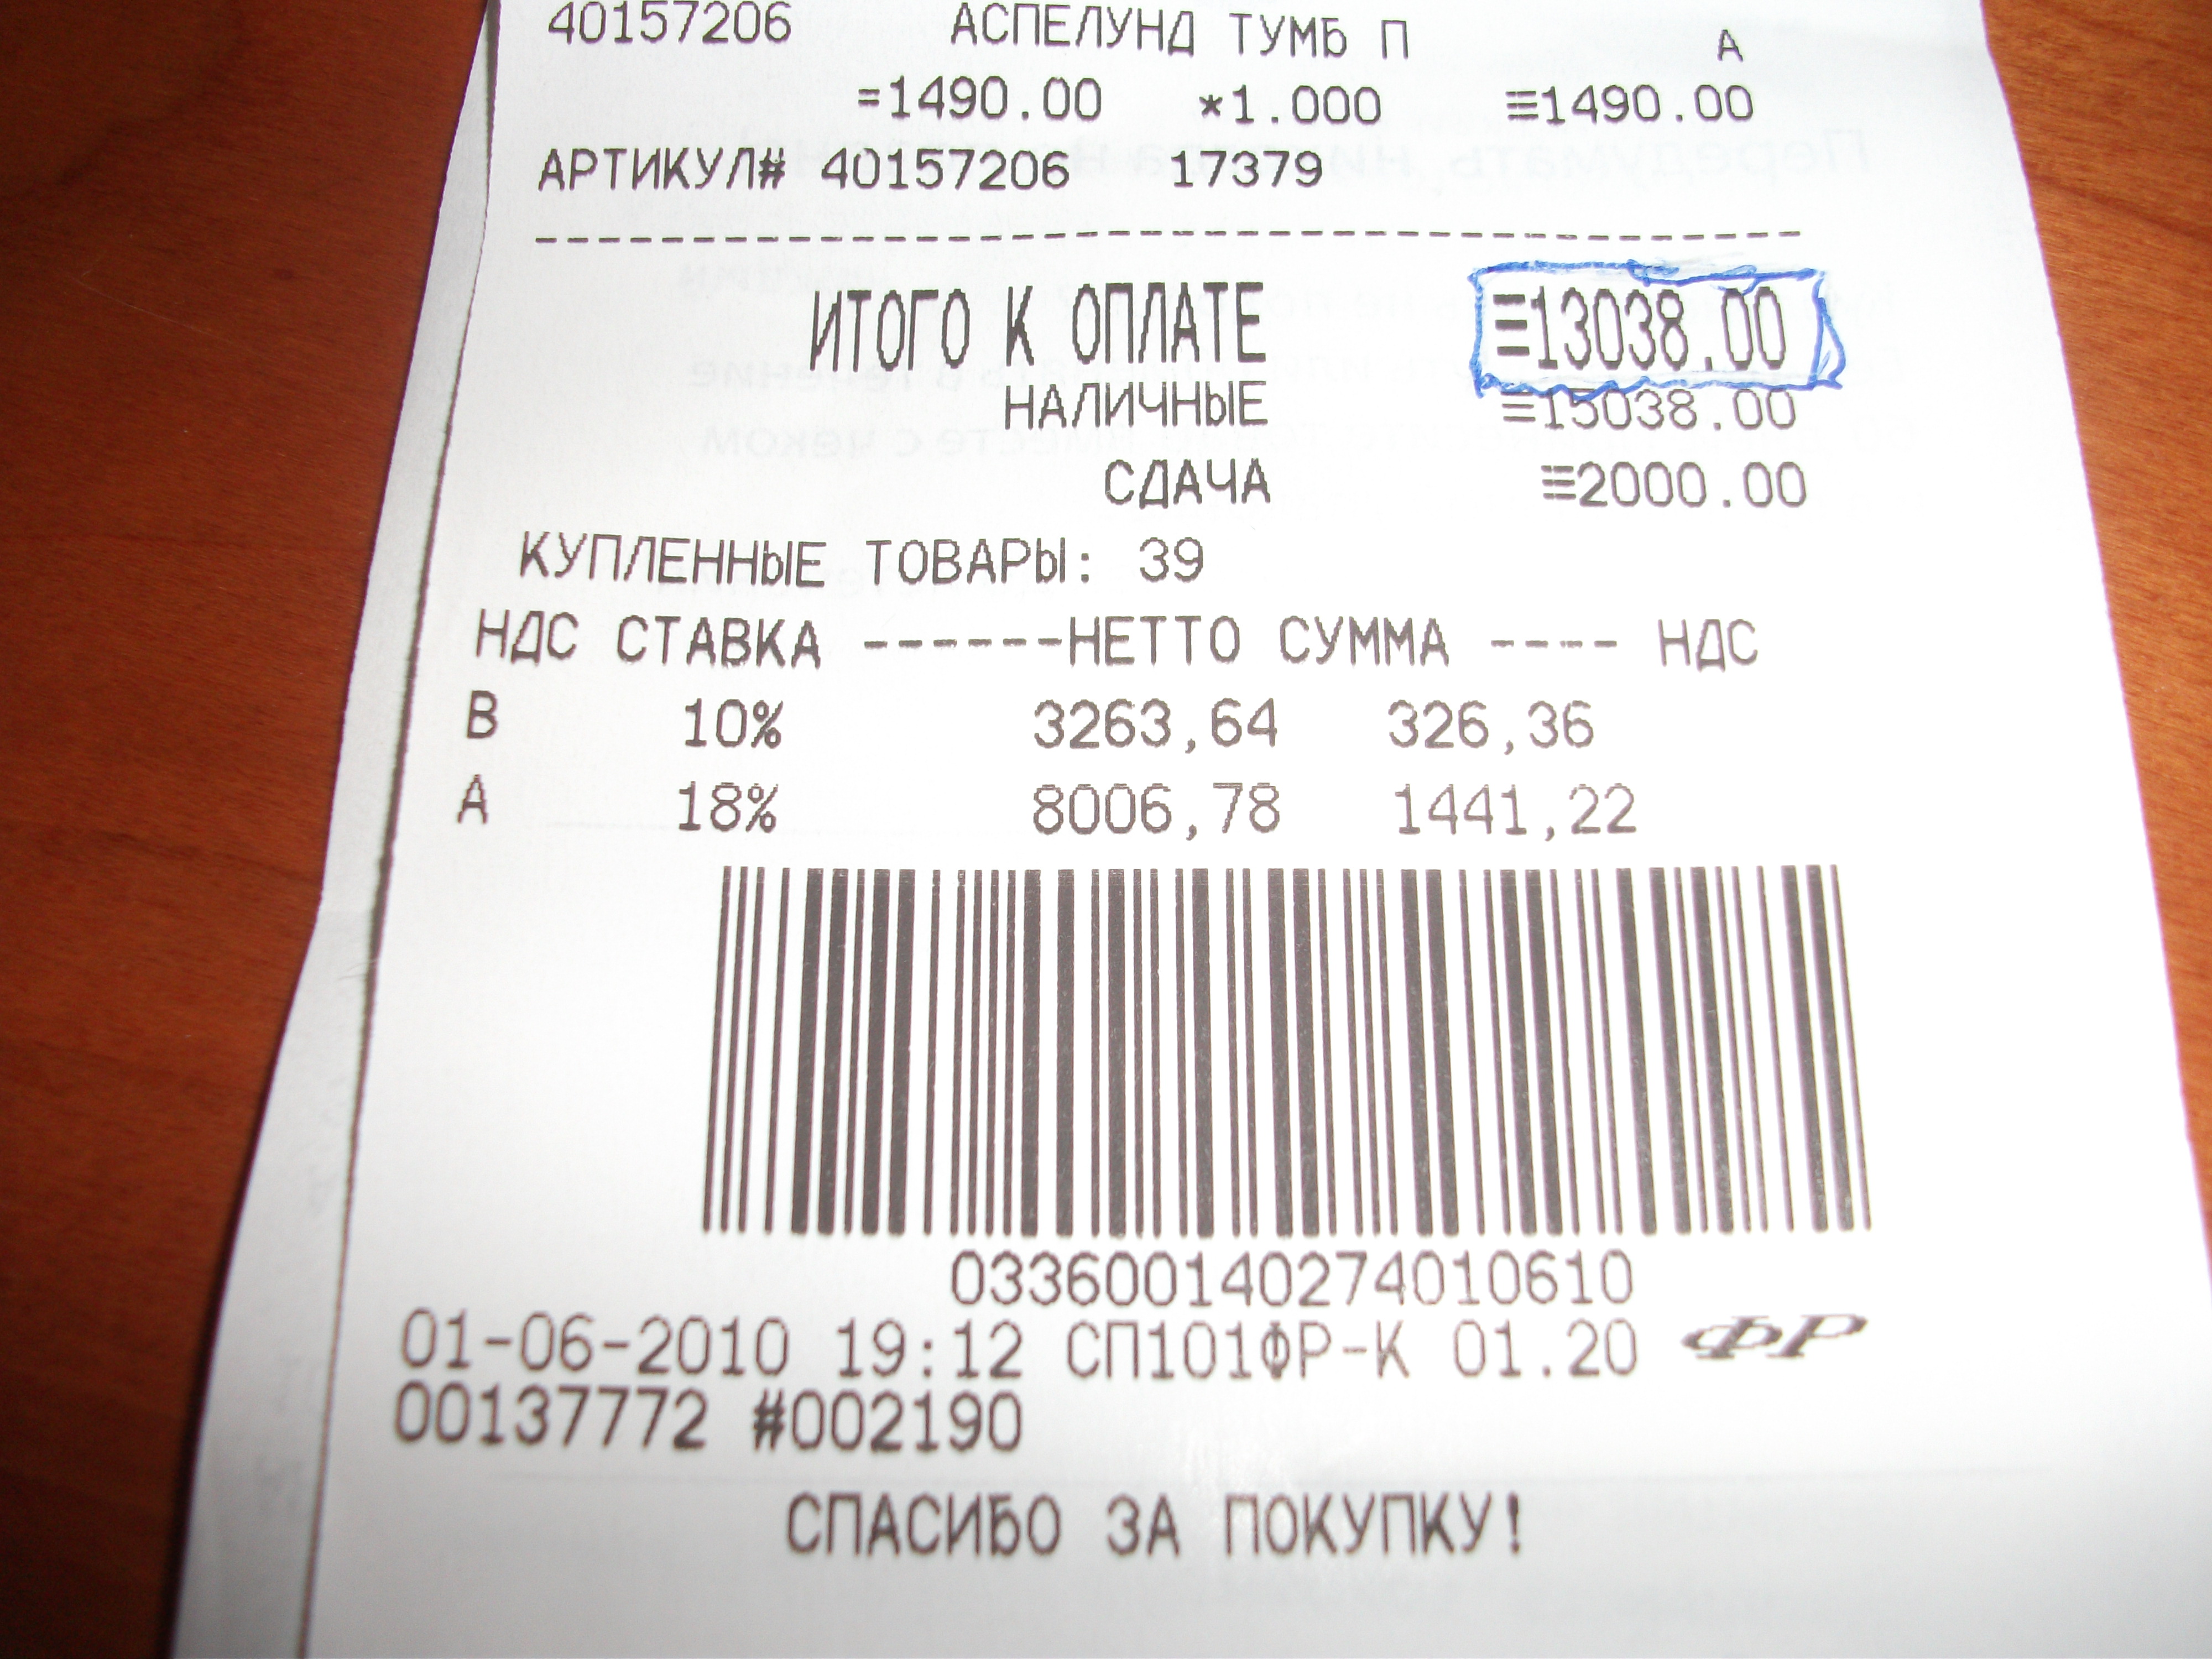 40157206 АСПЕЛУНД ТУМБ П А
=1490.00 *1.000 ≡1490.00
АРТИКУЛ# 40157206 17379
----------------------------------------
ИТОГО К ОПЛАТЕ ≡13038.00
НАЛИЧНЫЕ ≡15038.00
СДАЧА ≡2000.00
КУПЛЕННЫЕ ТОВАРЫ: 39
НДС СТАВКА ------НЕТТО СУММА ---- НДС
В 10% 3263,64 326,36
А 18% 8006,78 1441,22
033600140274010610
01-06-2010 19:12 СП101ФР-К 01.20 ФР
00137772 #002190
СПАСИБО ЗА ПОКУПКУ!